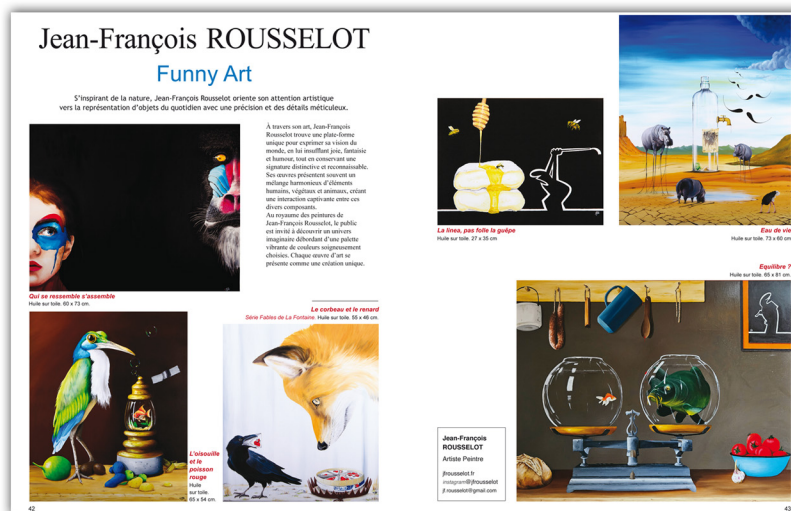 Jean-François ROUSSELOT
Funny Art
S'inspirant de la nature, Jean-François Rousselot oriente son attention artistique
vers la représentation d'objets du quotidien avec une précision et des détails méticuleux.
À travers son art, Jean-François
Rousselot trouve une plate-forme
unique pour exprimer sa vision du
monde, en lui insufflant joie, fantaisie
et humour, tout en conservant une
signature distinctive et reconnaissable.
Ses œuvres présentent souvent un
mélange harmonieux d'éléments
humains, végétaux et animaux, créant
une interaction captivante entre ces
divers composants.
Au royaume des peintures de
Jean-François Rousselot, le public
est invité à découvrir un univers
imaginaire débordant d'une palette
vibrante de couleurs soigneusement
choisies. Chaque œuvre d'art se
présente comme une création unique.
Qui se ressemble s'assemble
Huile sur toile. 60 x 73 cm.
Le corbeau et le renard
Série Fables de La Fontaine. Huile sur toile. 55 x 46 cm.
L'oisouille
et le
poisson
rouge
Huile
sur toile.
65 x 54 cm.
42
La linea, pas folle la guêpe
Huile sur toile. 27 x 35 cm
Eau de vie
Huile sur toile. 73 x 60 cm
Equilibre ?
Huile sur toile. 65 x 81 cm.
Jean-François
ROUSSELOT
Artiste Peintre
jfrousselot.fr
instagram@jfrousselot
jf.rousselot@gmail.com
43